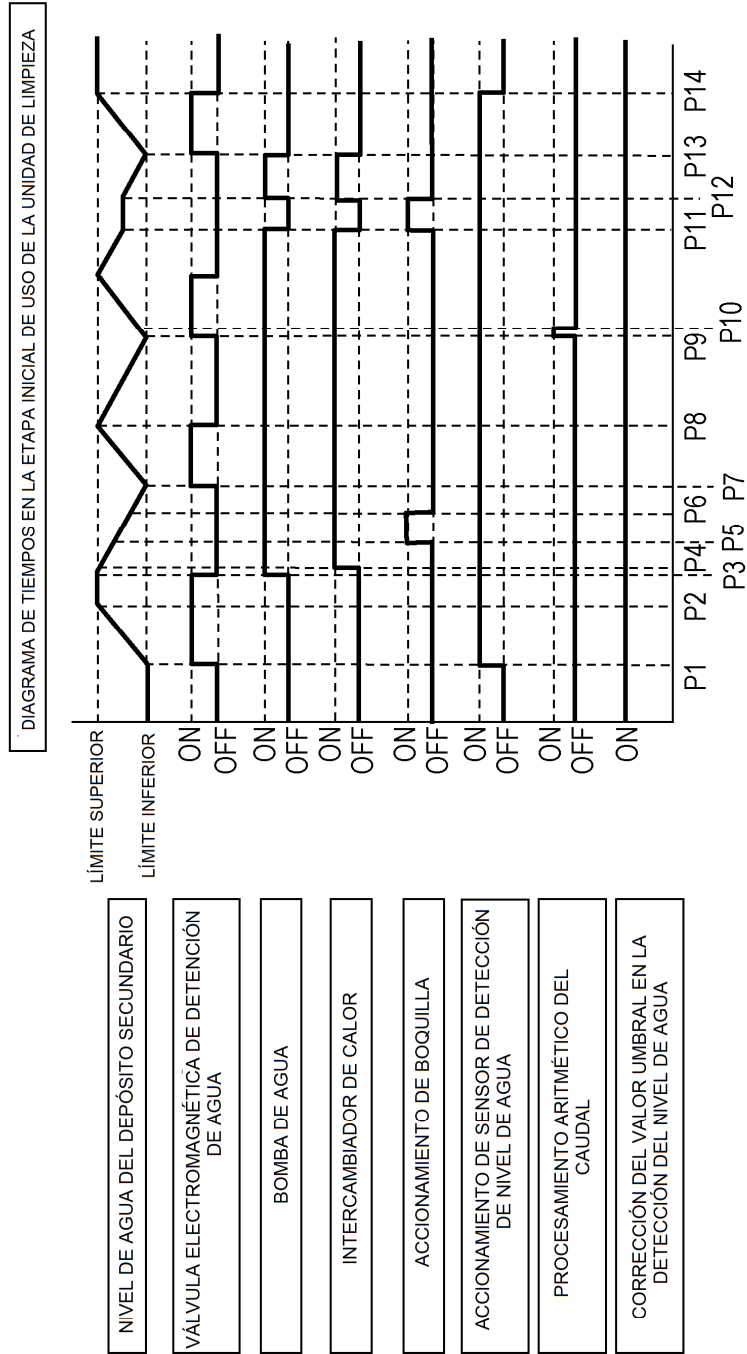 DIAGRAMA DE TIEMPOS EN LA ETAPA INICIAL DE USO DE LA UNIDAD DE LIMPIEZA
NIVEL DE AGUA DEL DEPÓSITO SECUNDARIO
LÍMITE SUPERIOR
LÍMITE INFERIOR
VÁLVULA ELECTROMAGNÉTICA DE DETENCIÓN
DE AGUA
ON
OFF
BOMBA DE AGUA
ON
OFF
INTERCAMBIADOR DE CALOR
ON
OFF
ACCIONAMIENTO DE BOQUILLA
ON
OFF
ACCIONAMIENTO DE SENSOR DE DETECCIÓN
DE NIVEL DE AGUA
ON
OFF
PROCESAMIENTO ARITMÉTICO DEL
CAUDAL
ON
OFF
CORRECCIÓN DEL VALOR UMBRAL EN LA
DETECCIÓN DEL NIVEL DE AGUA
ON
P1 P2 P4 P6 P8 P9 P11 P13 P14
P3 P5 P7 P10 P12